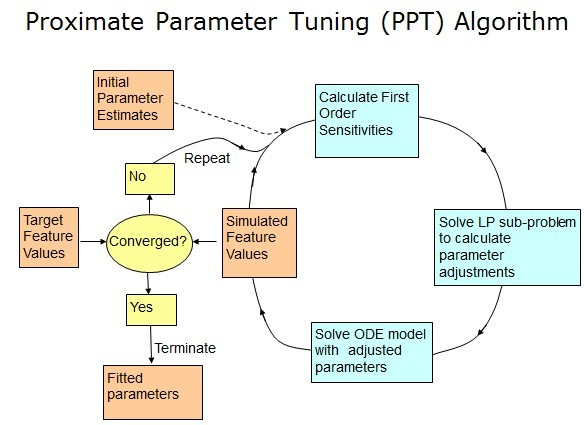 Proximate Parameter Tuning (PPT) Algorithm
Initial
Parameter
Estimates
Calculate First
Order
Sensitivities
Repeat
No
Target
Feature
Values
Converged?
Simulated
Feature
Values
Solve LP sub-problem
to calculate
parameter
adjustments
Yes
Terminate
Solve ODE model
with adjusted
parameters
Fitted
parameters